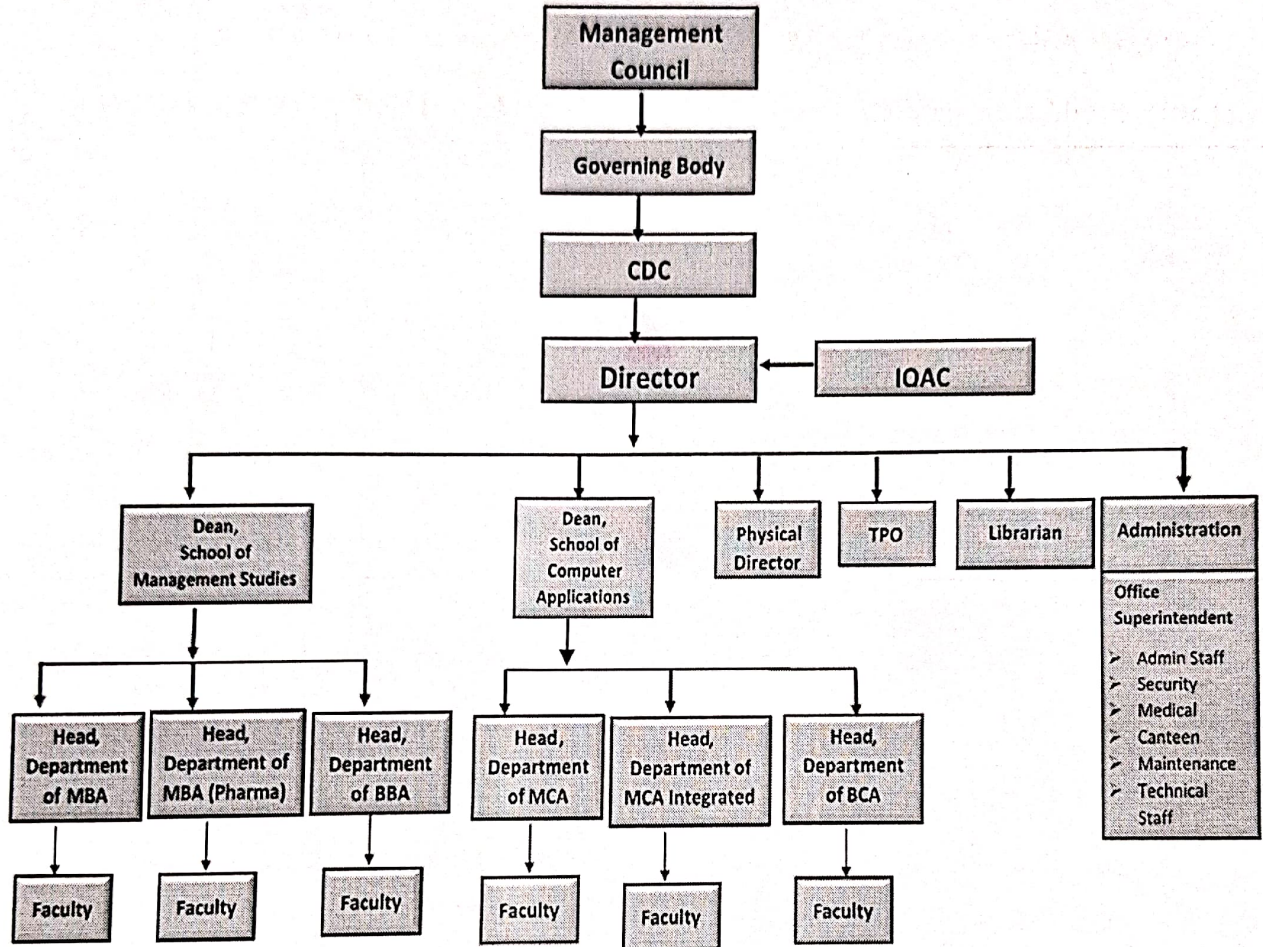 Management
Council
Governing Body
CDC
Director
IQAC
Dean,
School of
Management Studies
Dean,
School of
Computer
Applications
Physical
Director
TPO
Librarian
Administration
Office
Superintendent
➤ Admin Staff
➤ Security
➤ Medical
➤ Canteen
➤ Maintenance
➤ Technical
Staff
Head,
Department
of MBA
Head,
Department of
MBA (Pharma)
Head,
Department
of BBA
Head,
Department
of MCA
Head,
Department of
MCA Integrated
Head,
Department
of BCA
Faculty
Faculty
Faculty
Faculty
Faculty
Faculty